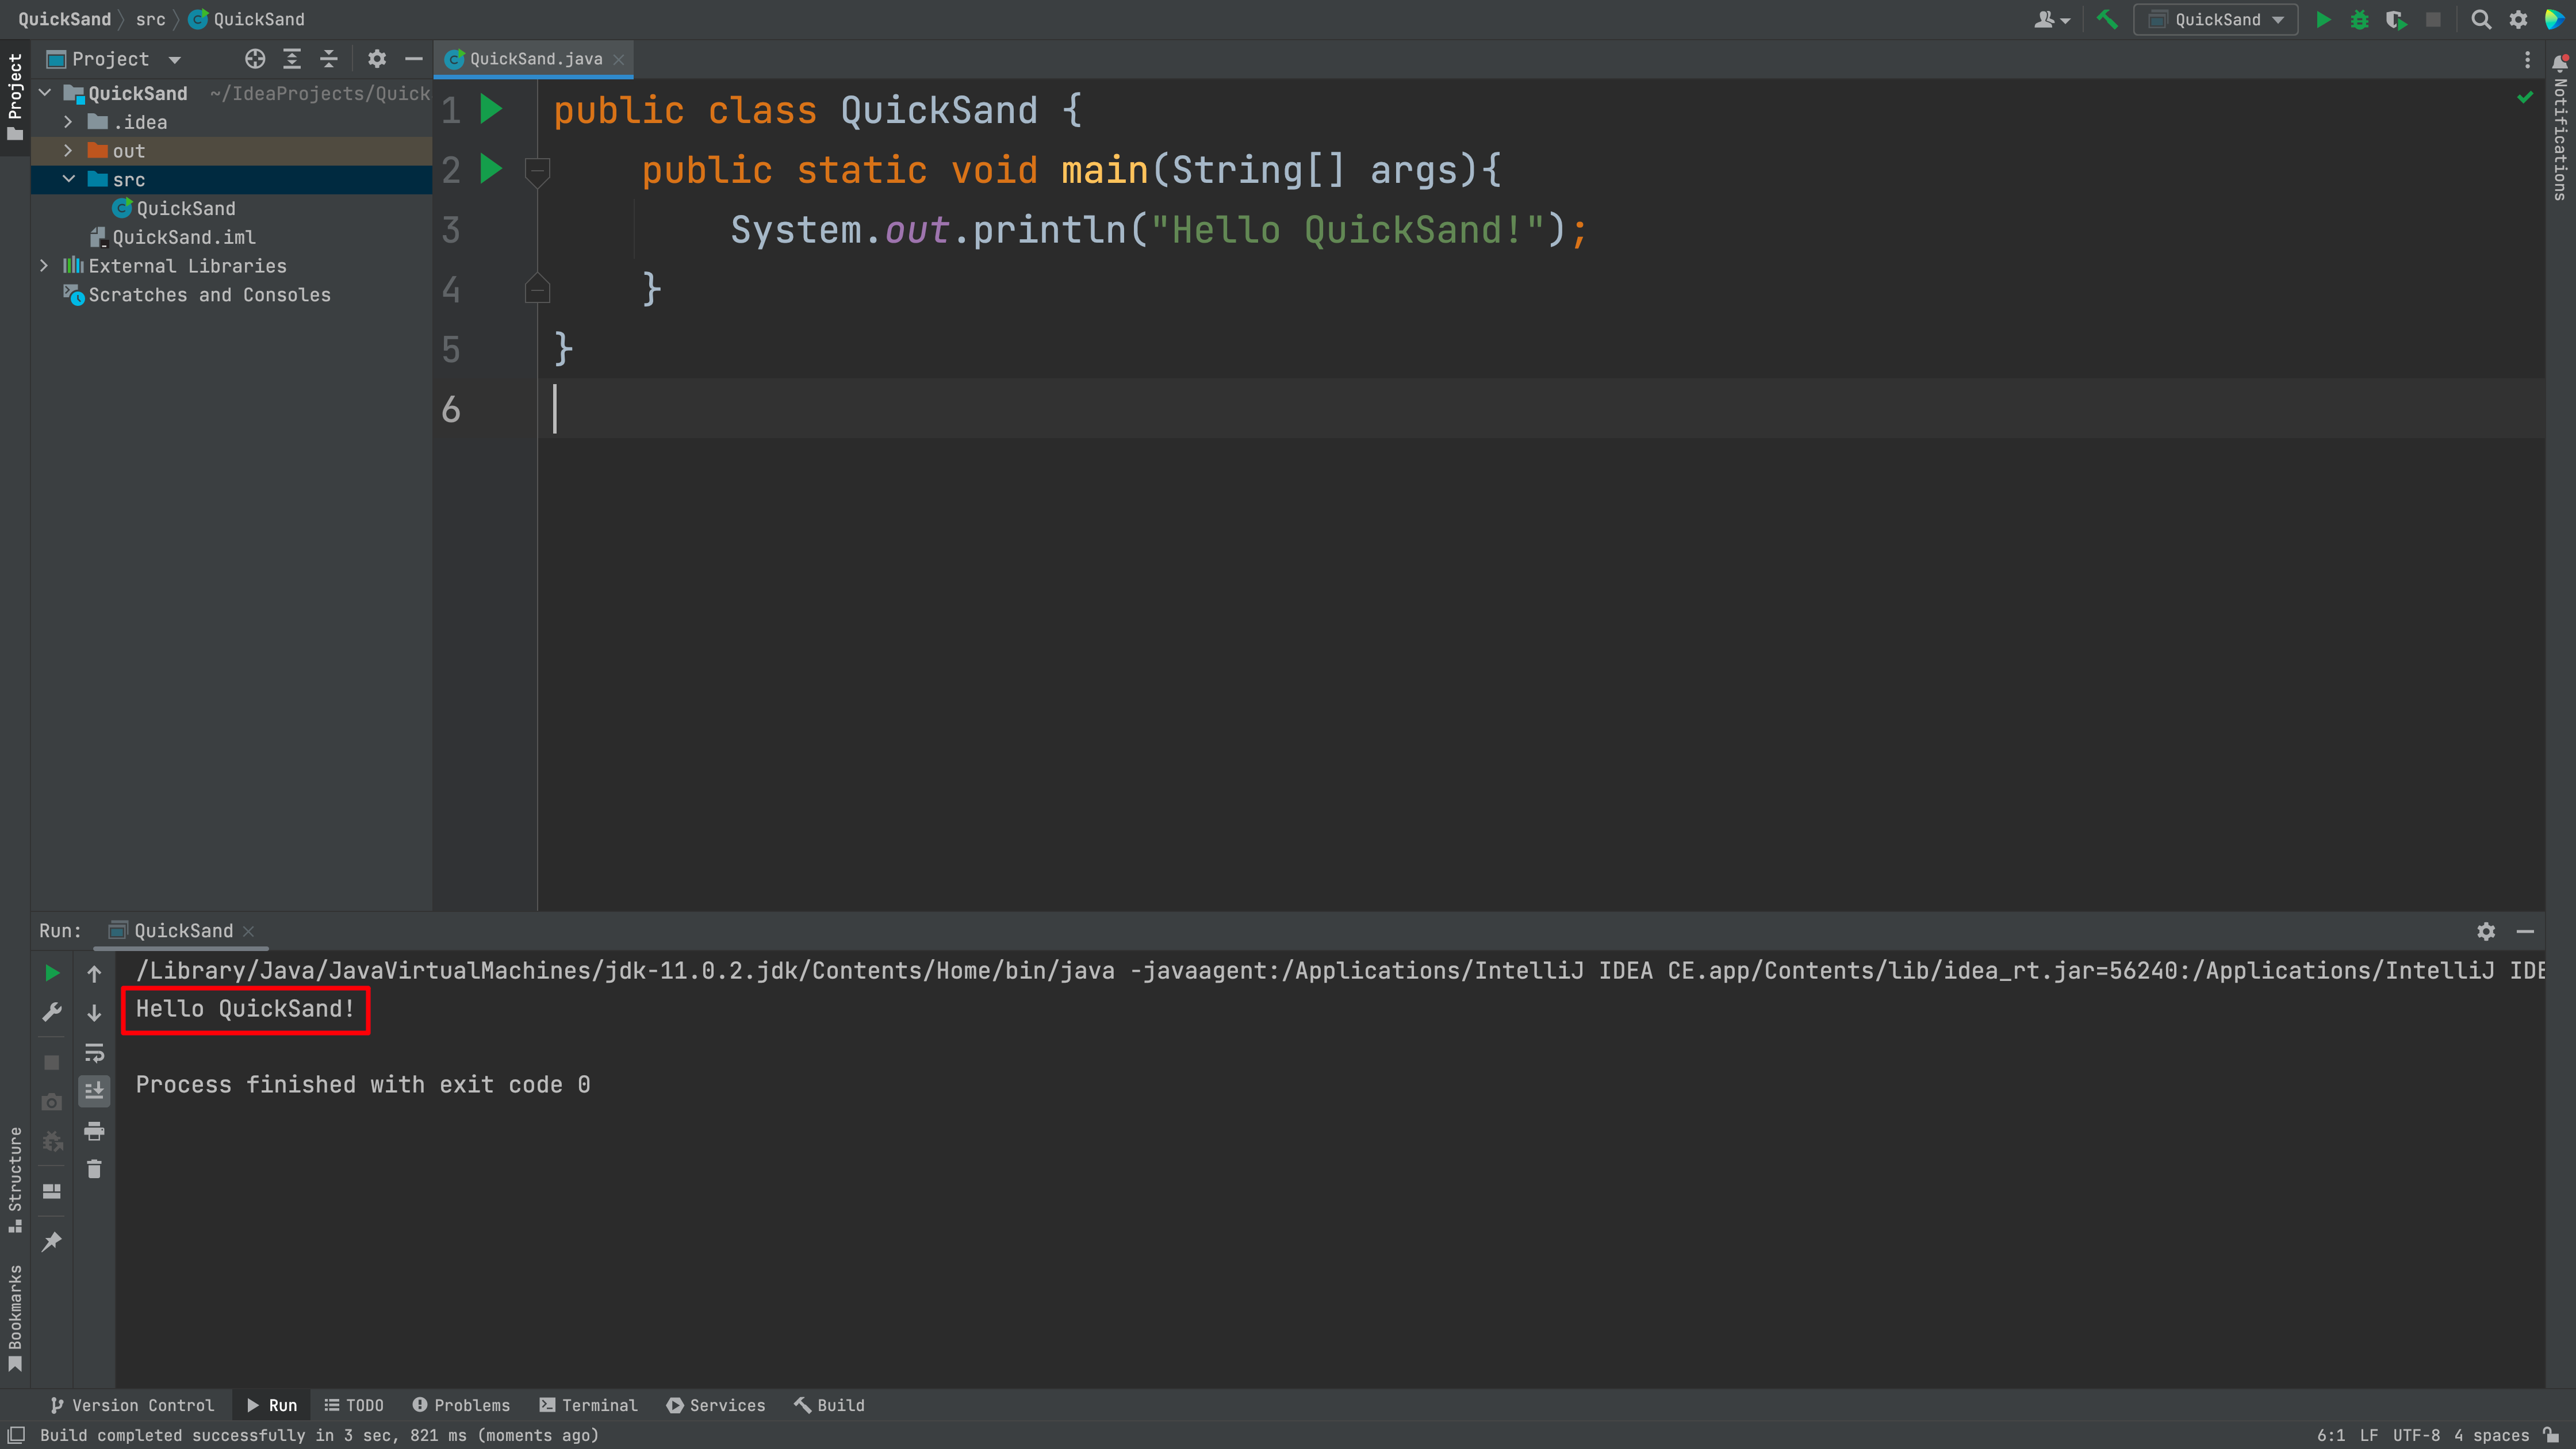 QuickSand src QuickSand
QuickSand
Project
QuickSand.java
Project
QuickSand ~/IdeaProjects/Quick
.idea
out
src
QuickSand
QuickSand.iml
External Libraries
Scratches and Consoles
1 public class QuickSand {
2 public static void main(String[] args){
3 System.out.println("Hello QuickSand!");
4 }
5 }
6
Notifications
Run: QuickSand
/Library/Java/JavaVirtualMachines/jdk-11.0.2.jdk/Contents/Home/bin/java -javaagent:/Applications/IntelliJ IDEA CE.app/Contents/lib/idea_rt.jar=56240:/Applications/IntelliJ IDE
Hello QuickSand!
Process finished with exit code 0
Structure
Bookmarks
Version Control Run TODO Problems Terminal Services Build
Build completed successfully in 3 sec, 821 ms (moments ago) 6:1 LF UTF-8 4 spaces